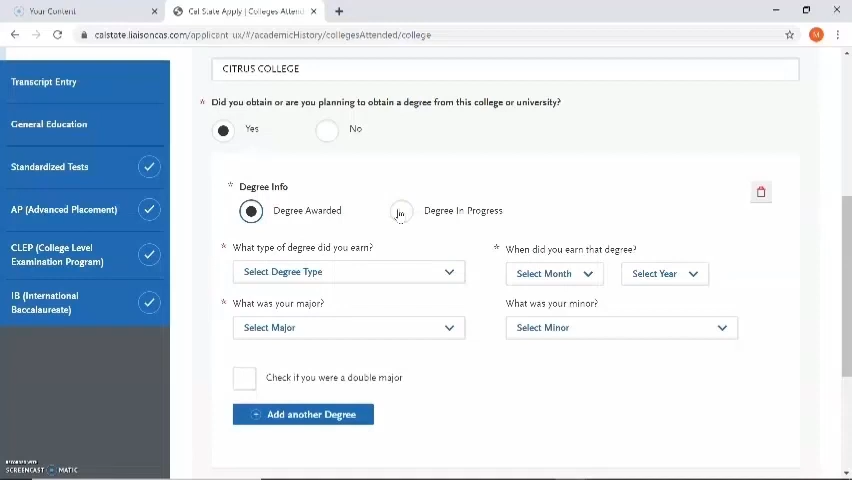 Your Content
Cal State Apply | Colleges Attend
calstate.liaisoncas.com/applicant-ux/#/academicHistory/collegesAttended/college
M
Transcript Entry
General Education
Standardized Tests
AP (Advanced Placement)
CLEP (College Level
Examination Program)
IB (International
Baccalaureate)
CITRUS COLLEGE
* Did you obtain or are you planning to obtain a degree from this college or university?
Yes
No
* Degree Info
Degree Awarded
Degree In Progress
* What type of degree did you earn?
* When did you earn that degree?
Select Degree Type
Select Month
Select Year
* What was your major?
What was your minor?
Select Major
Select Minor
Check if you were a double major
+ Add another Degree
RECORDED WITH
SCREENCAST MATIC